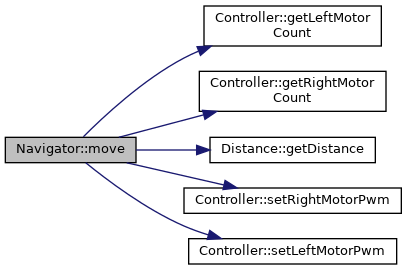 Controller::getLeftMotor
Count
Controller::getRightMotor
Count
Navigator::move
Distance::getDistance
Controller::setRightMotorPwm
Controller::setLeftMotorPwm